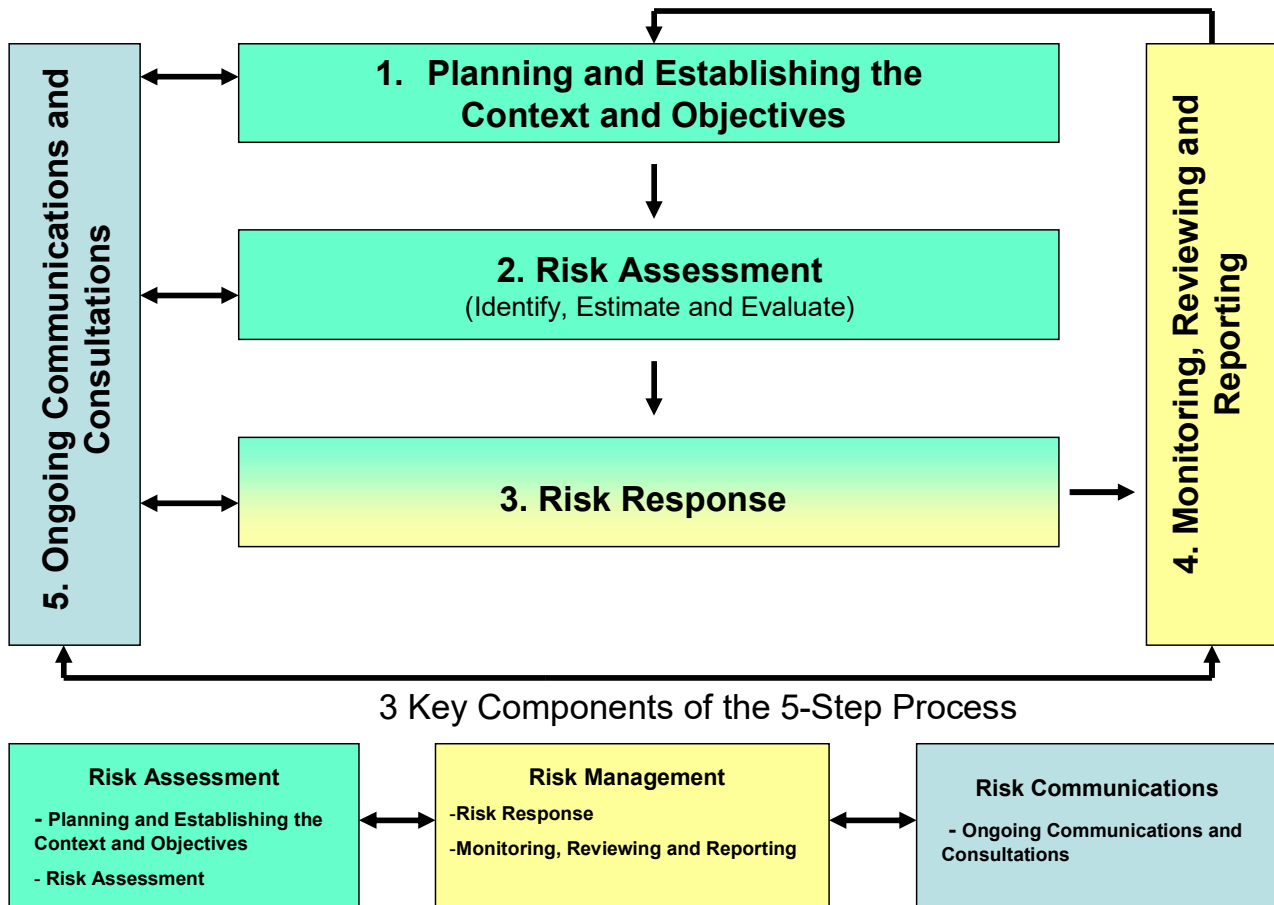 1. Planning and Establishing the
Context and Objectives
2. Risk Assessment
(Identify, Estimate and Evaluate)
3. Risk Response
4. Monitoring, Reviewing and
Reporting
5. Ongoing Communications and
Consultations
3 Key Components of the 5-Step Process
Risk Assessment
- Planning and Establishing the
Context and Objectives
- Risk Assessment
Risk Management
-Risk Response
-Monitoring, Reviewing and Reporting
Risk Communications
- Ongoing Communications and
Consultations